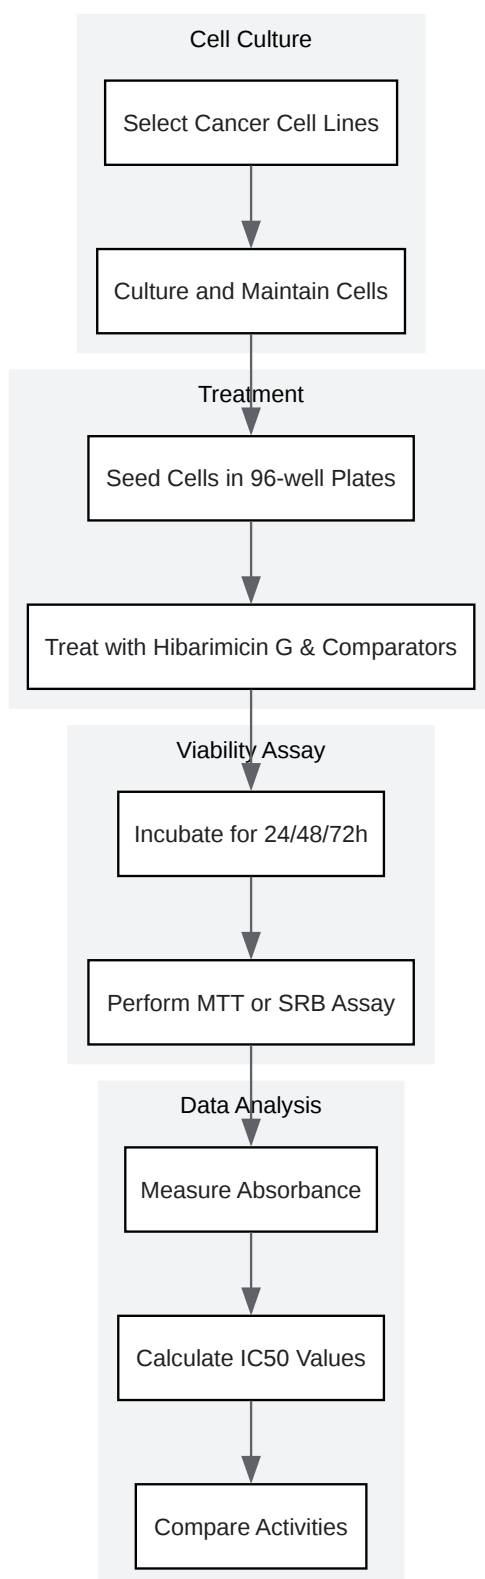 Cell Culture
Select Cancer Cell Lines
Culture and Maintain Cells
Treatment
Seed Cells in 96-well Plates
Treat with Hibarimicin G & Comparators
Viability Assay
Incubate for 24/48/72h
Perform MTT or SRB Assay
Data Analysis
Measure Absorbance
Calculate IC50 Values
Compare Activities